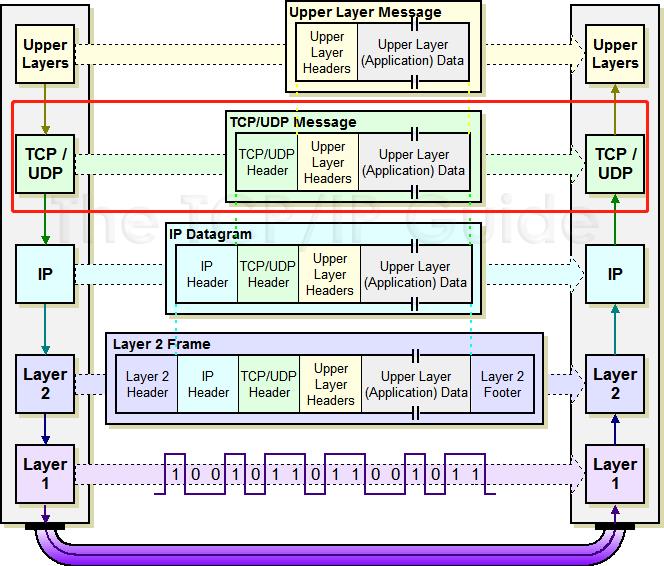 Upper Layer Message
Upper
Layers
Upper
Layer
Headers
Upper Layer
(Application) Data
Upper
Layers
TCP/UDP Message
TCP /
UDP
TCP/UDP
Header
Upper
Layer
Headers
Upper Layer
(Application) Data
TCP /
UDP
The TCP/IP Guide
IP Datagram
IP
IP
Header
TCP/UDP
Header
Upper
Layer
Headers
Upper Layer
(Application) Data
IP
Layer 2 Frame
Layer
2
Layer 2
Header
IP
Header
TCP/UDP
Header
Upper
Layer
Headers
Upper Layer
(Application) Data
Layer 2
Footer
Layer
2
Layer
1
1 0 0 1 0 1 1 0 1 1 0 0 1 0 1 1
Layer
1